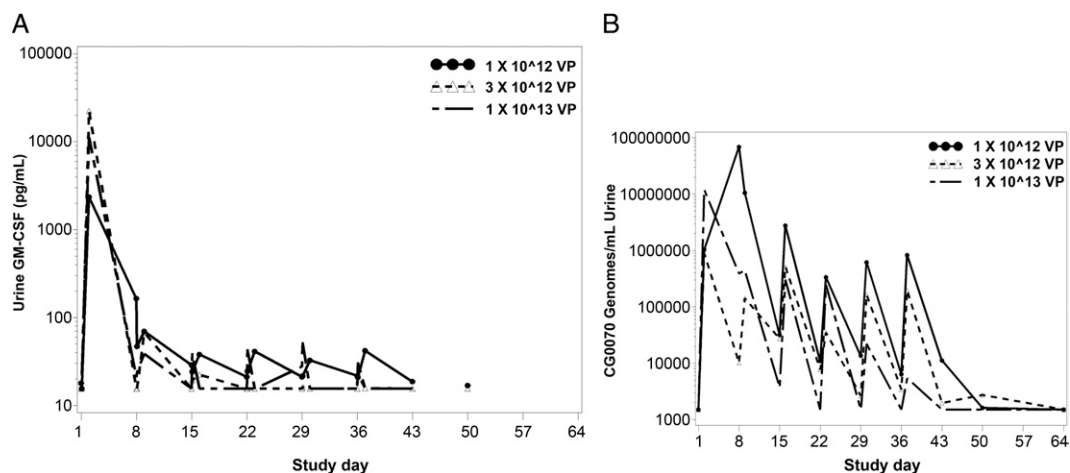 A
100000
10000
1000
100
10
Urine GM-CSF (pg/mL)
1 X 10^12 VP
3 X 10^12 VP
1 X 10^13 VP
1 8 15 22 29 36 43 50 57 64
Study day
B
100000000
10000000
1000000
100000
10000
1000
CG0070 Genomes/mL Urine
1 X 10^12 VP
3 X 10^12 VP
1 X 10^13 VP
1 8 15 22 29 36 43 50 57 64
Study day